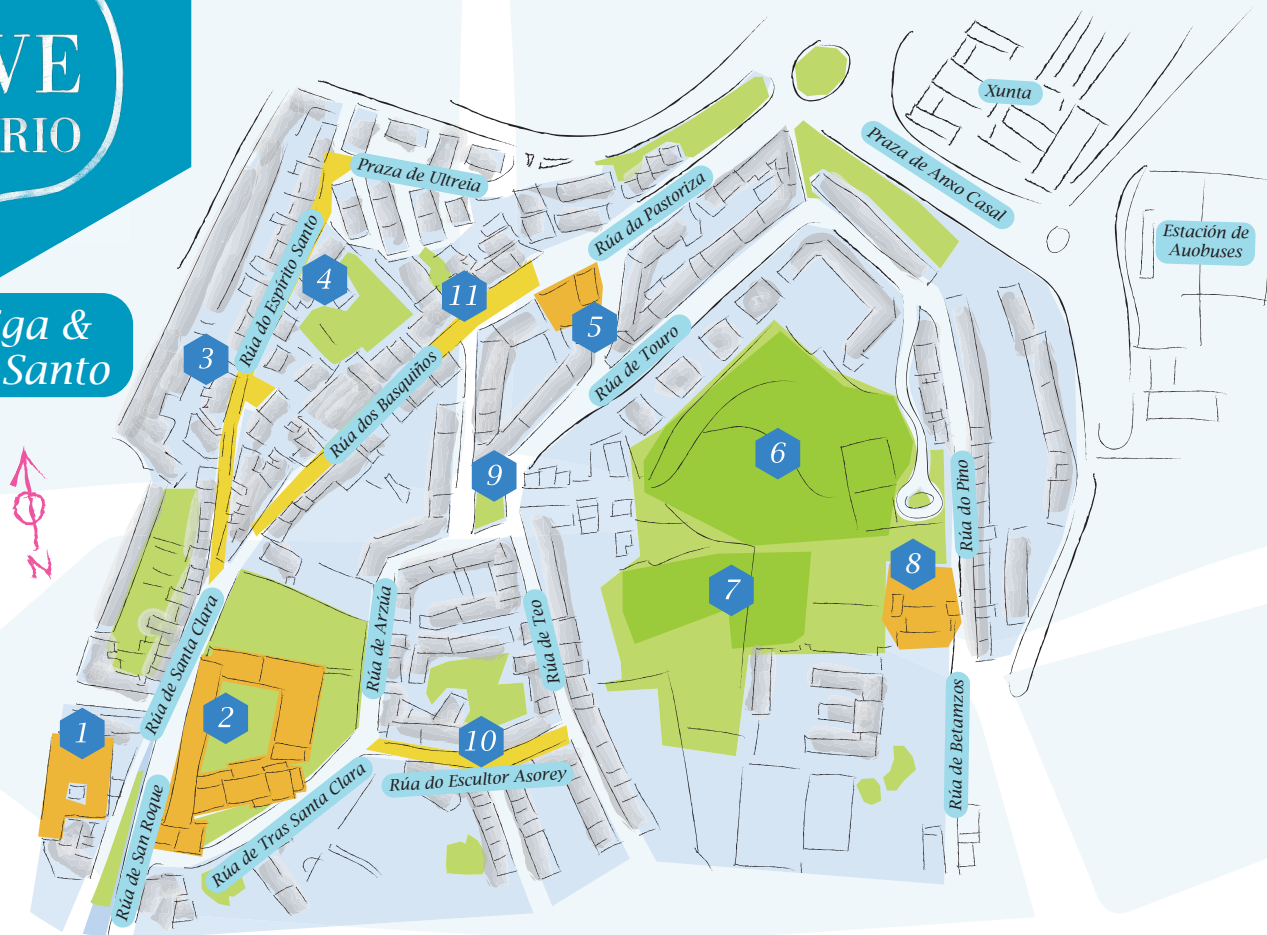 VE
RIO
iga &
Santo
Xunta
Praza de Anxo Casal
Estación de
Auobuses
Praza de Ultreia
Rúa da Pastoriza
Rúa do Espírito Santo
4
11
5
3
Rúa de Touro
Rúa dos Basquiños
6
9
Rúa do Pino
N
8
7
Rúa de Santa Clara
Rúa de Arzúa
Rúa de Teo
2
1
10
Rúa de Betamzos
Rúa do Escultor Asorey
Rúa de San Roque
Rúa de Tras Santa Clara